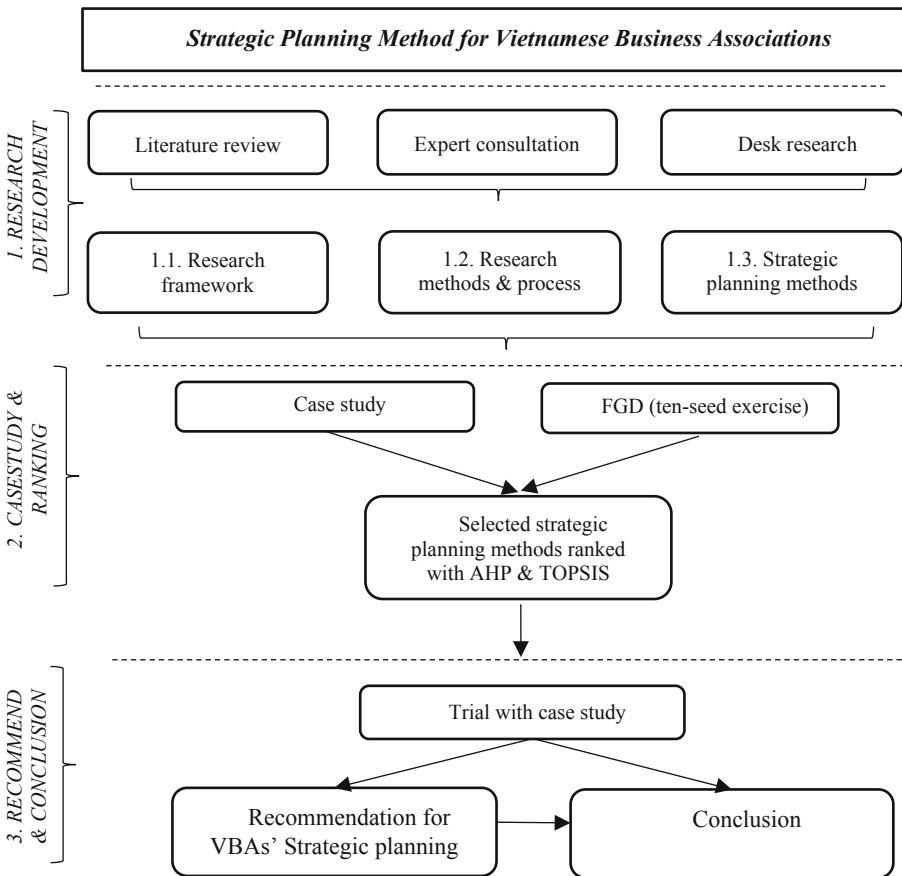 Strategic Planning Method for Vietnamese Business Associations
1. RESEARCH
DEVELOPMENT
Literature review
Expert consultation
Desk research
1.1. Research
framework
1.2. Research
methods & process
1.3. Strategic
planning methods
2. CASESTUDY &
RANKING
Case study
FGD (ten-seed exercise)
Selected strategic
planning methods ranked
with AHP & TOPSIS
3. RECOMMEND
& CONCLUSION
Trial with case study
Recommendation for
VBAs’ Strategic planning
Conclusion